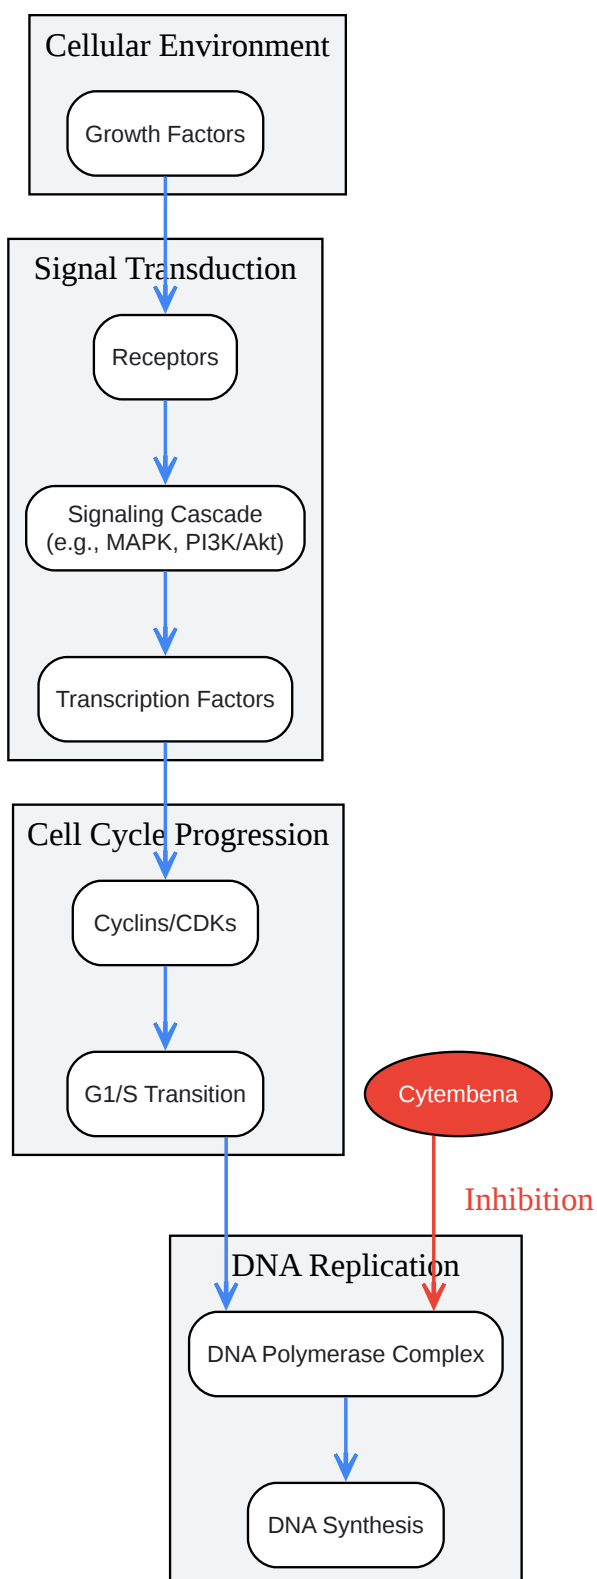 Cellular Environment
Growth Factors
Signal Transduction
Receptors
Signaling Cascade
(e.g., MAPK, PI3K/Akt)
Transcription Factors
Cell Cycle Progression
Cyclins/CDKs
G1/S Transition
Cytembena
Inhibition
DNA Replication
DNA Polymerase Complex
DNA Synthesis